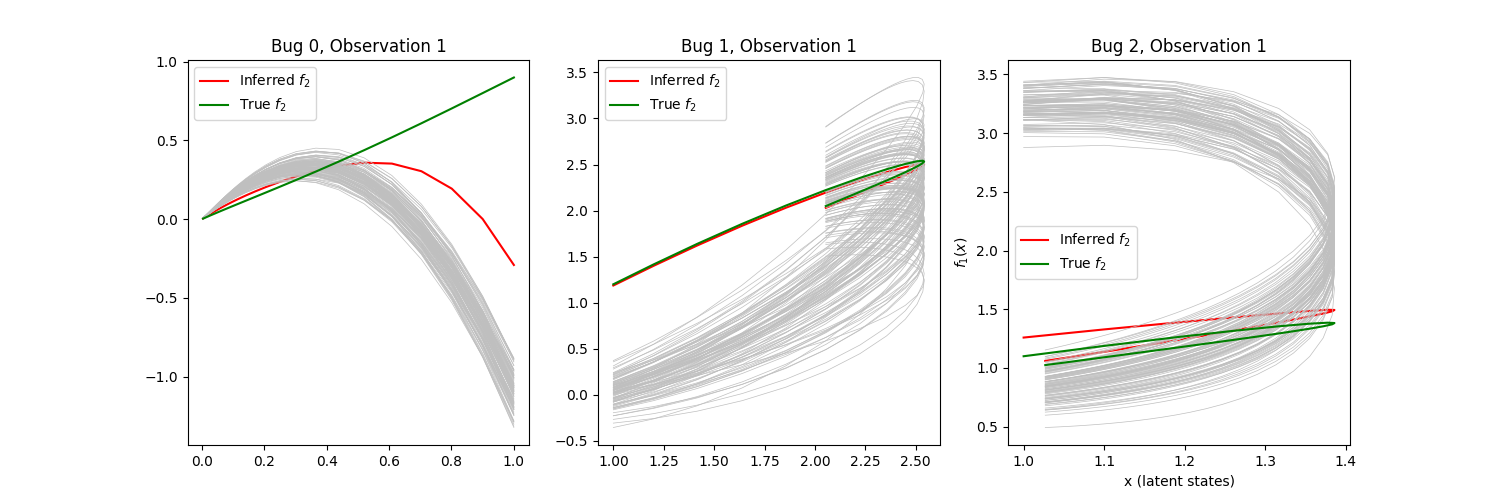 Bug 0, Observation 1
Inferred f₂
True f₂
1.0
0.5
0.0
−0.5
−1.0
0.0 0.2 0.4 0.6 0.8 1.0
Bug 1, Observation 1
Inferred f₂
True f₂
3.5
3.0
2.5
2.0
1.5
1.0
0.5
0.0
−0.5
1.00 1.25 1.50 1.75 2.00 2.25 2.50
Bug 2, Observation 1
Inferred f₂
True f₂
f₁(x)
3.5
3.0
2.5
2.0
1.5
1.0
0.5
1.0 1.1 1.2 1.3 1.4
x (latent states)